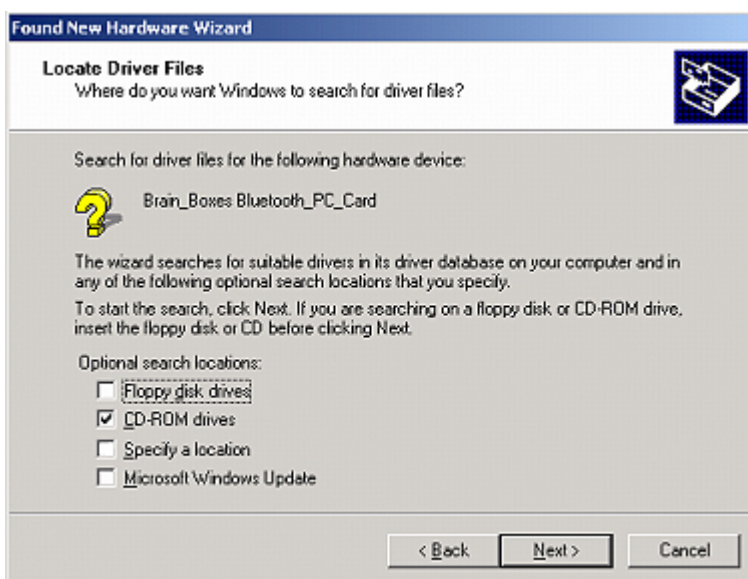 Found New Hardware Wizard
Locate Driver Files
Where do you want Windows to search for driver files?
Search for driver files for the following hardware device:
Brain_Boxes Bluetooth_PC_Card
The wizard searches for suitable drivers in its driver database on your computer and in
any of the following optional search locations that you specify.
To start the search, click Next. If you are searching on a floppy disk or CD-ROM drive,
insert the floppy disk or CD before clicking Next.
Optional search locations:
Floppy disk drives
CD-ROM drives
Specify a location
Microsoft Windows Update
< Back Next > Cancel